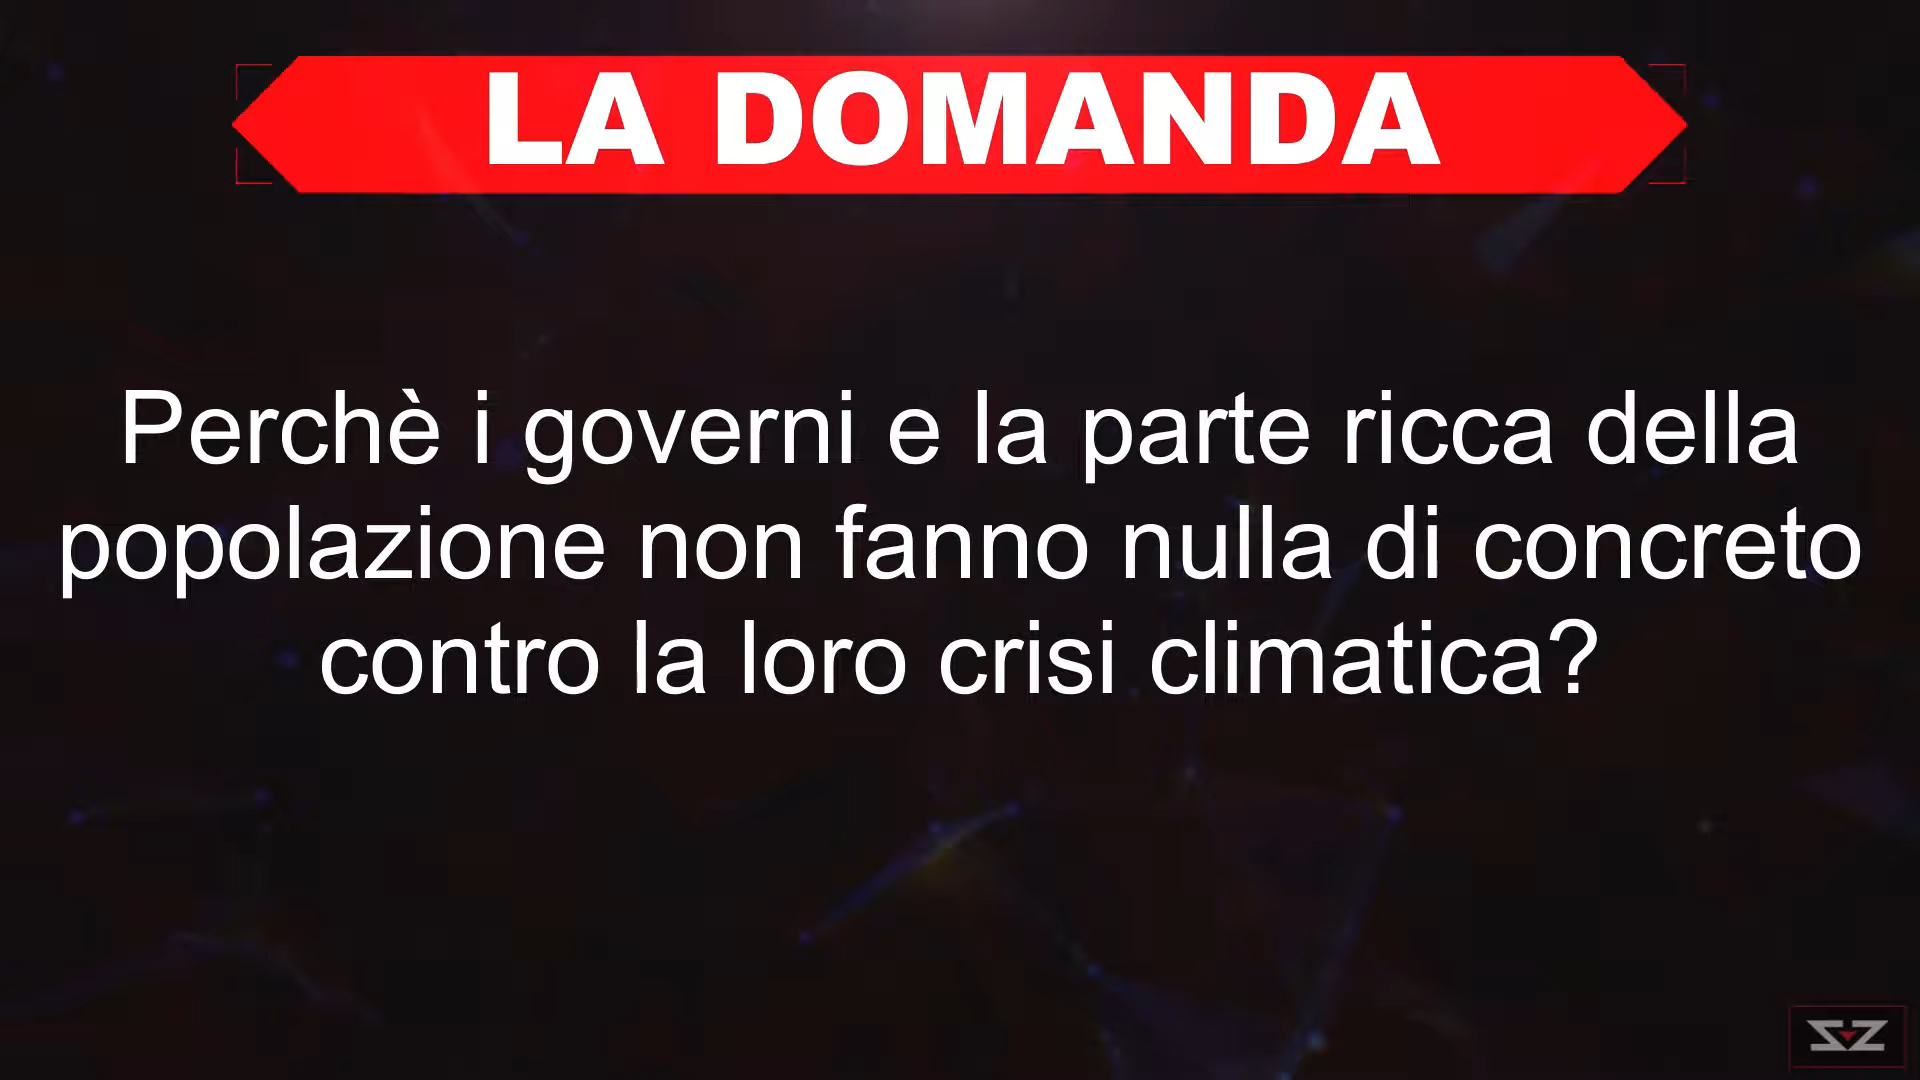 LA DOMANDA
Perchè i governi e la parte ricca della
popolazione non fanno nulla di concreto
contro la loro crisi climatica?